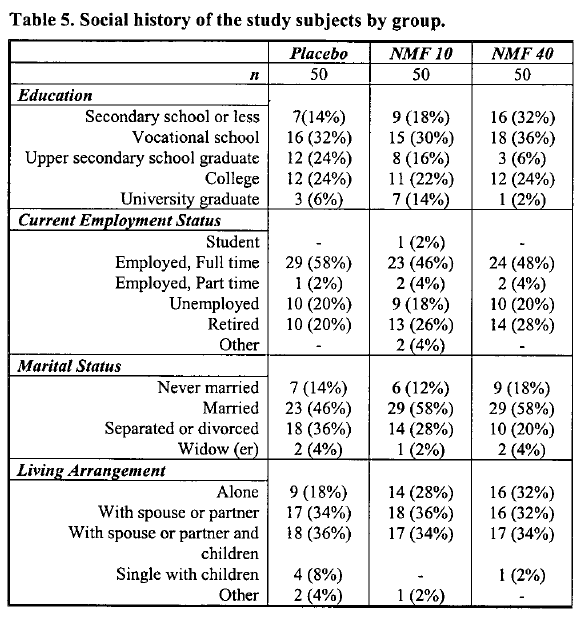 Table 5. Social history of the study subjects by group.
Placebo NMF 10 NMF 40
n 50 50 50
Education
Secondary school or less 7(14%) 9 (18%) 16 (32%)
Vocational school 16 (32%) 15 (30%) 18 (36%)
Upper secondary school graduate 12 (24%) 8 (16%) 3 (6%)
College 12 (24%) 11 (22%) 12 (24%)
University graduate 3 (6%) 7 (14%) 1 (2%)
Current Employment Status
Student - 1 (2%) -
Employed, Full time 29 (58%) 23 (46%) 24 (48%)
Employed, Part time 1 (2%) 2 (4%) 2 (4%)
Unemployed 10 (20%) 9 (18%) 10 (20%)
Retired 10 (20%) 13 (26%) 14 (28%)
Other - 2 (4%) -
Marital Status
Never married 7 (14%) 6 (12%) 9 (18%)
Married 23 (46%) 29 (58%) 29 (58%)
Separated or divorced 18 (36%) 14 (28%) 10 (20%)
Widow (er) 2 (4%) 1 (2%) 2 (4%)
Living Arrangement
Alone 9 (18%) 14 (28%) 16 (32%)
With spouse or partner 17 (34%) 18 (36%) 16 (32%)
With spouse or partner and 18 (36%) 17 (34%) 17 (34%)
children
Single with children 4 (8%) - 1 (2%)
Other 2 (4%) 1 (2%) -